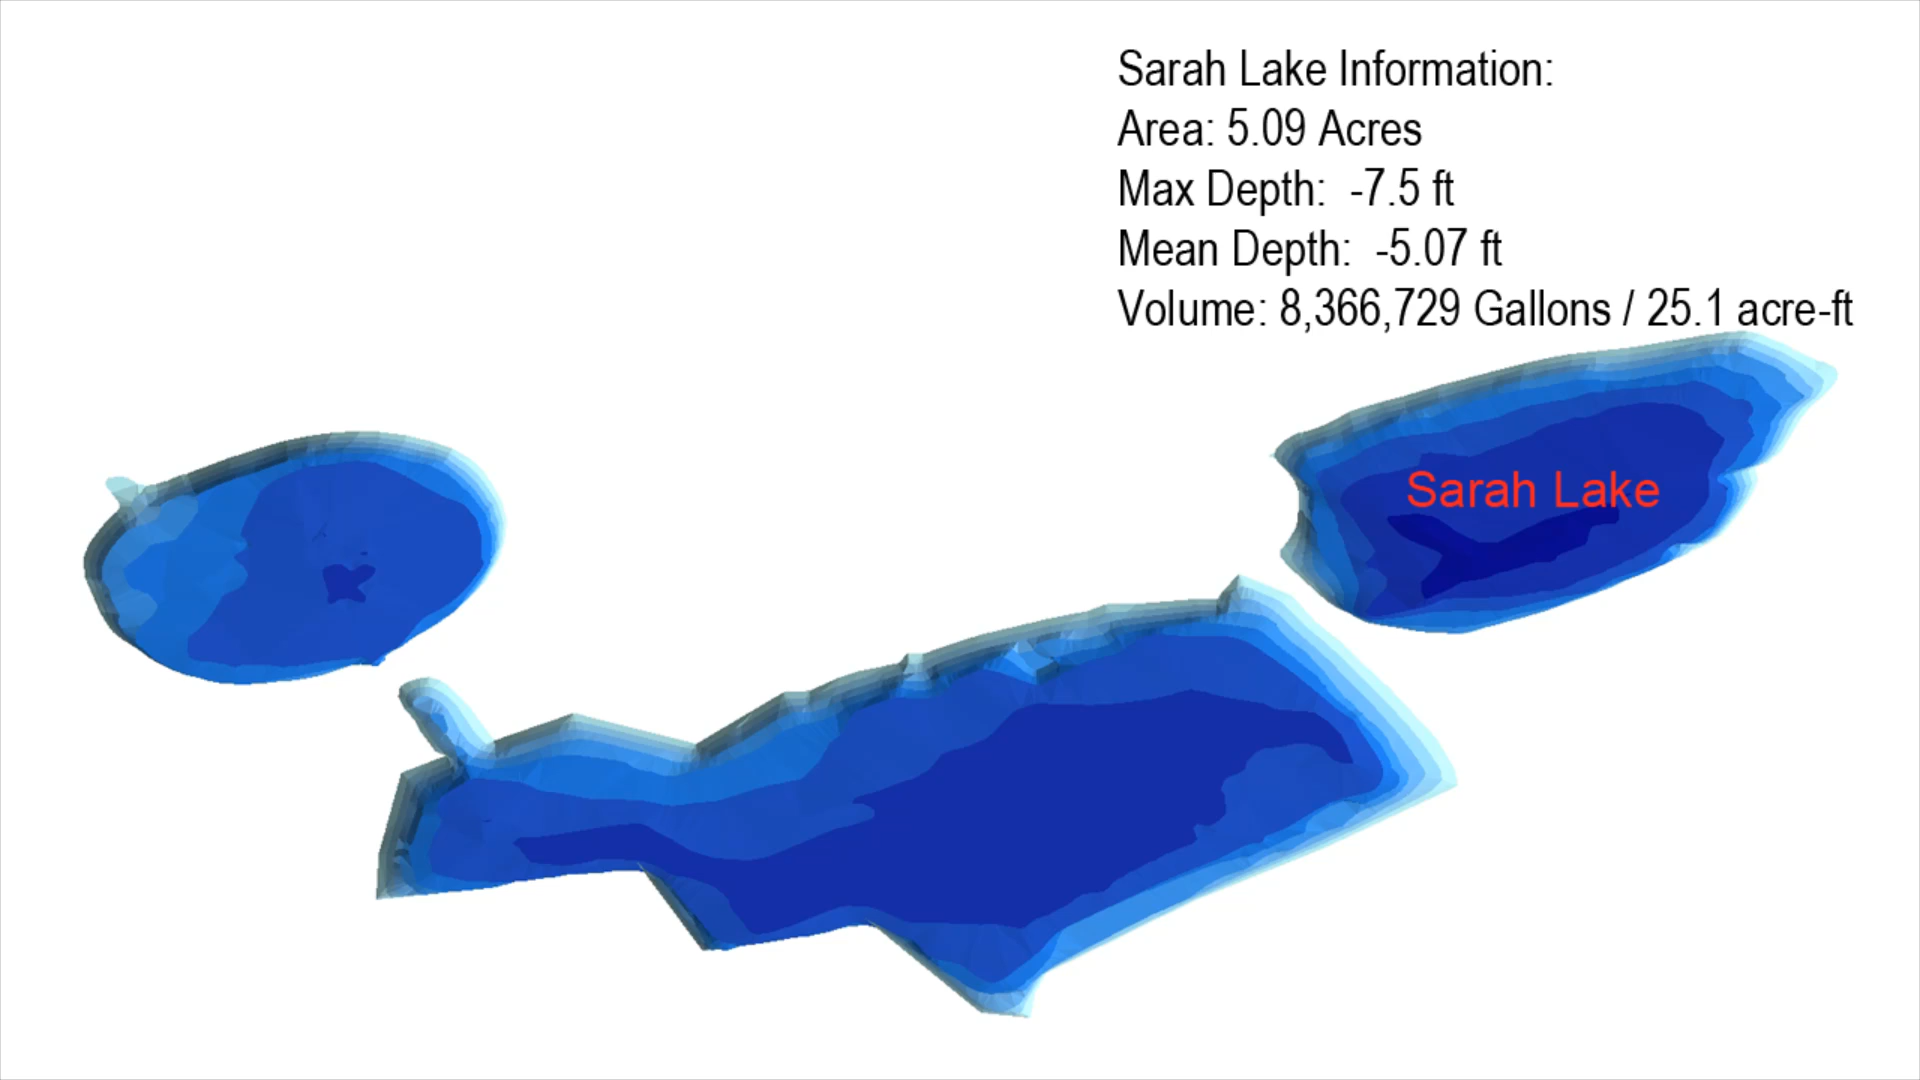 Sarah Lake Information:
Area: 5.09 Acres
Max Depth:  -7.5 ft
Mean Depth:  -5.07 ft
Volume: 8,366,729 Gallons / 25.1 acre-ft
Sarah Lake